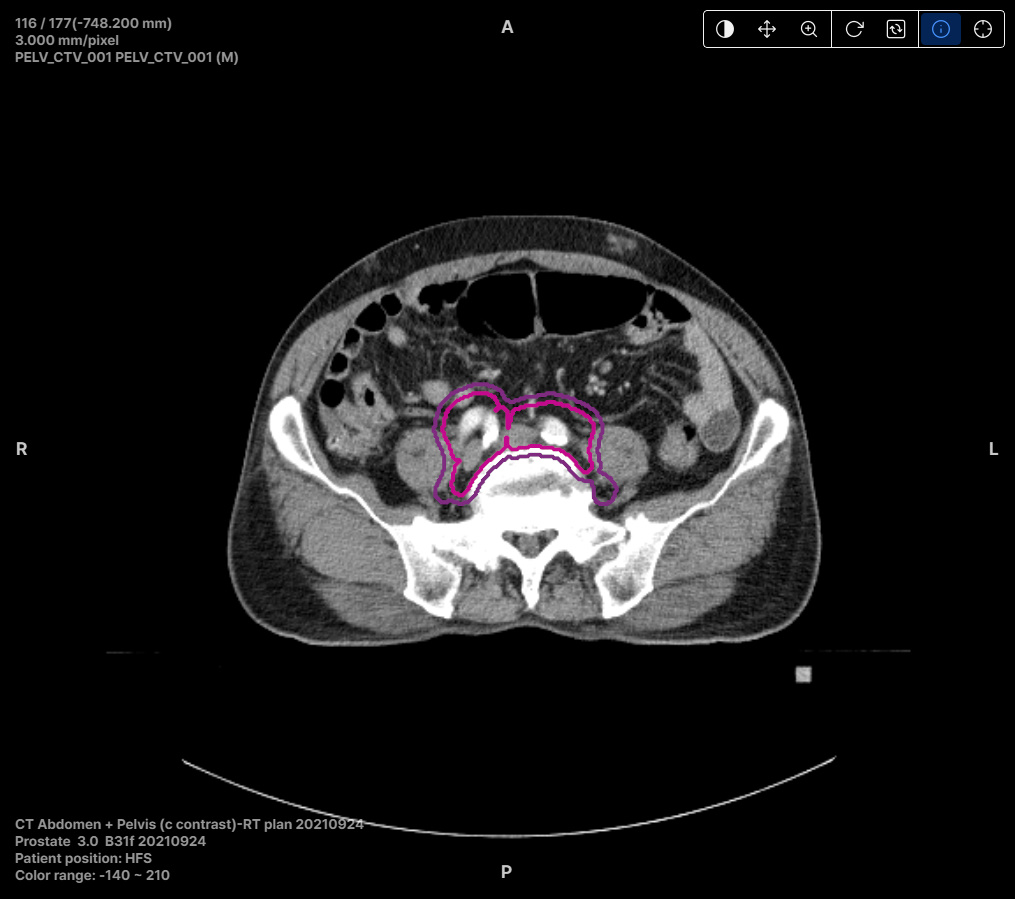 116 / 177(-748.200 mm)
3.000 mm/pixel
PELV_CTV_001 PELV_CTV_001 (M)
A
R
L
CT Abdomen + Pelvis (c contrast)-RT plan 20210924
Prostate 3.0 B31f 20210924
Patient position: HFS
Color range: -140 ~ 210
P